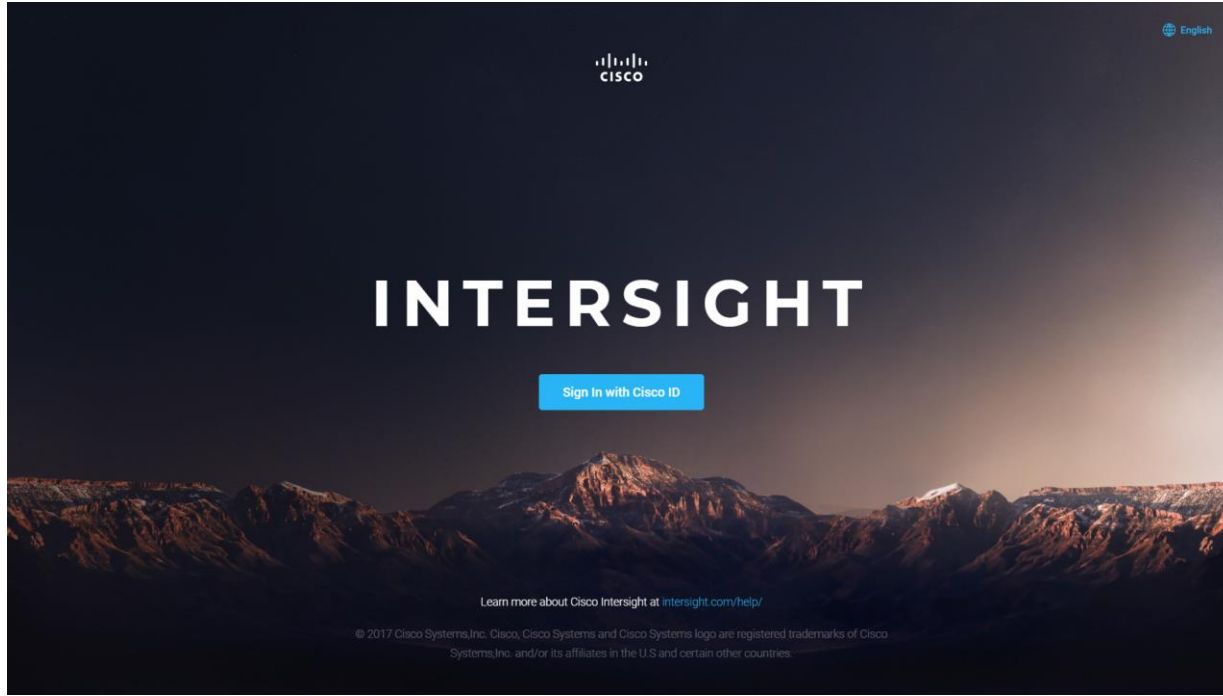 English
CISCO
INTERSIGHT
Sign In with Cisco ID
Learn more about Cisco Intersight at intersight.com/help/
© 2017 Cisco Systems,Inc. Cisco, Cisco Systems and Cisco Systems logo are registered trademarks of Cisco
Systems,Inc. and/or its affiliates in the U.S and certain other countries.